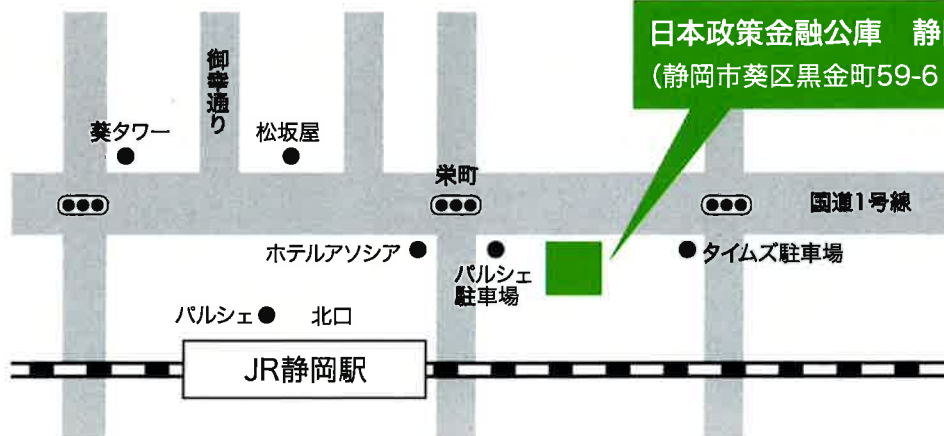 日本政策金融公庫 静
(静岡市葵区黒金町59-6
御幸通り
葵タワー
松坂屋
栄町
国道1号線
ホテルアソシア
パルシェ
駐車場
タイムズ駐車場
パルシェ
北口
JR静岡駅